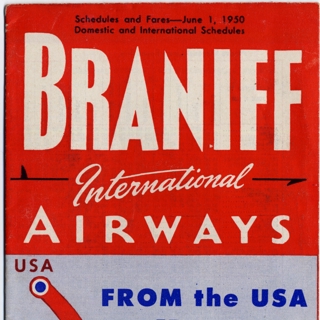 Schedules and Fares—June 1, 1950
Domestic and International Schedules
BRANIFF
International
AIRWAYS
USA
FROM the USA